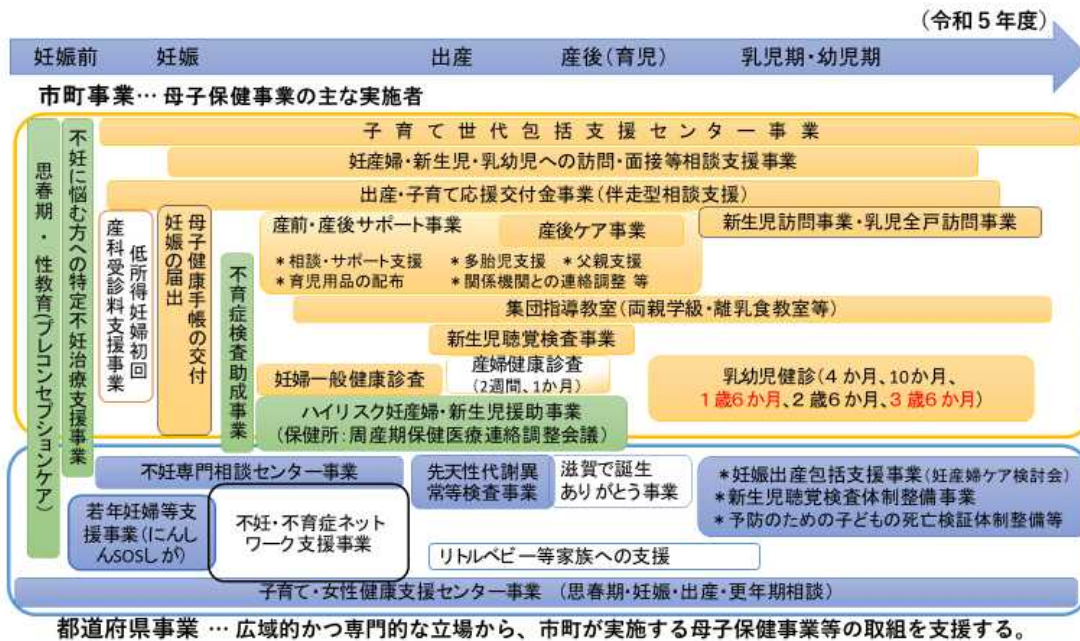 (令和5年度)
妊娠前 妊娠 出産 産後(育児) 乳児期・幼児期
市町事業… 母子保健事業の主な実施者
子育て世代包括支援センター事業
妊産婦・新生児・乳幼児への訪問・面接等相談支援事業
出産・子育て応援交付金事業(伴走型相談支援)
思春期・性教育(プレコンセプションケア)
不妊に悩む方への特定不妊治療支援事業
低所得妊婦初回
産科受診料支援事業
母子健康手帳の交付
妊娠の届出
不育症検査助成事業
産前・産後サポート事業
産後ケア事業
*相談・サポート支援 *多胎児支援 *父親支援
*育児用品の配布 *関係機関との連絡調整 等
新生児訪問事業・乳児全戸訪問事業
集団指導教室(両親学級・離乳食教室等)
新生児聴覚検査事業
妊婦一般健康診査
産婦健康診査
(2週間、1か月)
乳幼児健診(4か月、10か月、
1歳6か月、2歳6か月、3歳6か月)
ハイリスク妊産婦・新生児援助事業
(保健所:周産期保健医療連絡調整会議)
不妊専門相談センター事業
先天性代謝異
常等検査事業
滋賀で誕生
ありがとう事業
*妊娠出産包括支援事業(妊産婦ケア検討会)
*新生児聴覚検査体制整備事業
*予防のための子どもの死亡検証体制整備等
若年妊婦等支
援事業(にんし
んSOSしが)
不妊・不育症ネット
ワーク支援事業
リトルベビー等家族への支援
子育て・女性健康支援センター事業 (思春期・妊娠・出産・更年期相談)
都道府県事業 … 広域的かつ専門的な立場から、市町が実施する母子保健事業等の取組を支援する。